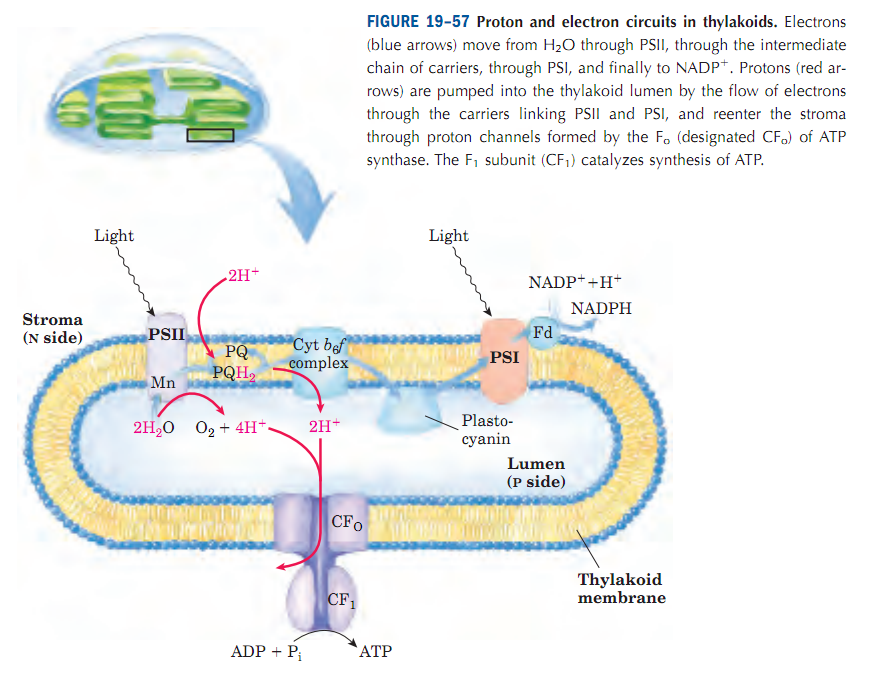 FIGURE 19–57 Proton and electron circuits in thylakoids. Electrons
(blue arrows) move from H₂O through PSII, through the intermediate
chain of carriers, through PSI, and finally to NADP⁺. Protons (red ar-
rows) are pumped into the thylakoid lumen by the flow of electrons
through the carriers linking PSII and PSI, and reenter the stroma
through proton channels formed by the Fₒ (designated CFₒ) of ATP
synthase. The F₁ subunit (CF₁) catalyzes synthesis of ATP.
Light
Light
2H⁺
NADP⁺+H⁺
NADPH
Stroma
(N side)
PSII
Fd
PQ
PQH₂
Cyt b₆f
complex
PSI
Mn
2H₂O
O₂ + 4H⁺
2H⁺
Plasto-
cyanin
Lumen
(P side)
CFₒ
Thylakoid
membrane
CF₁
ADP + Pᵢ
ATP